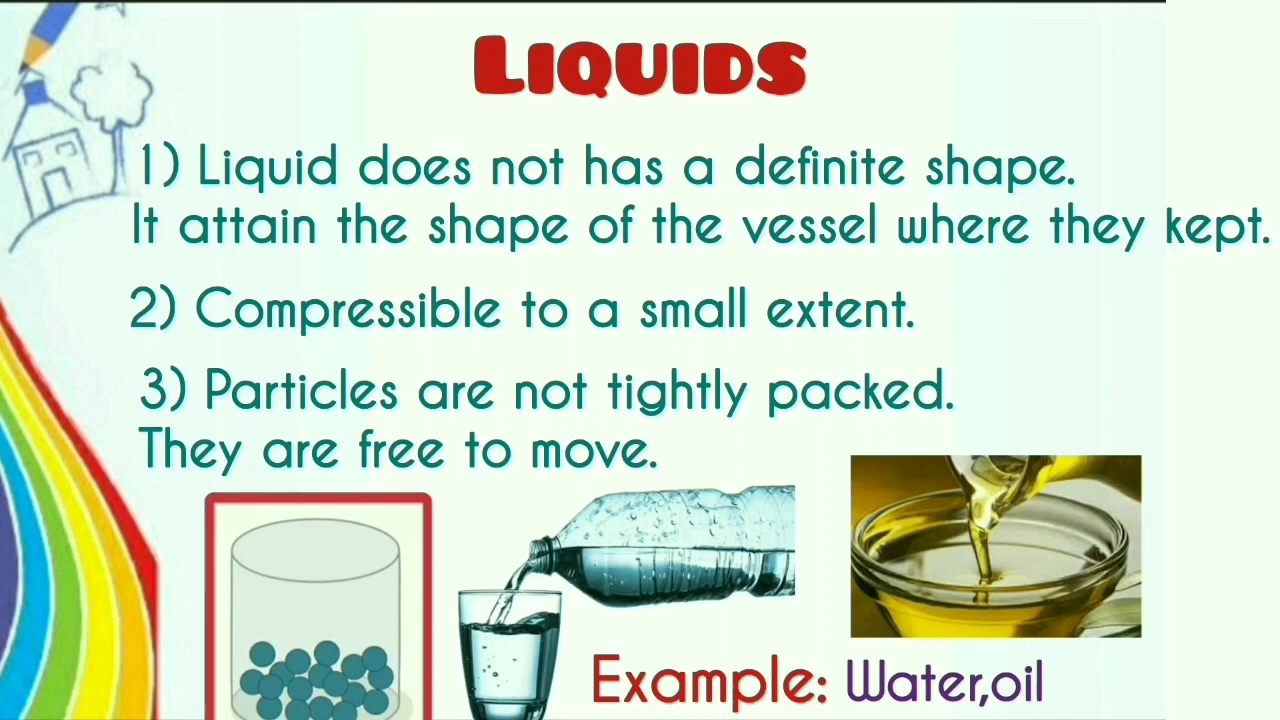 LIQUIDS
1) Liquid does not has a definite shape.
It attain the shape of the vessel where they kept.
2) Compressible to a small extent.
3) Particles are not tightly packed.
They are free to move.
Example: Water,oil